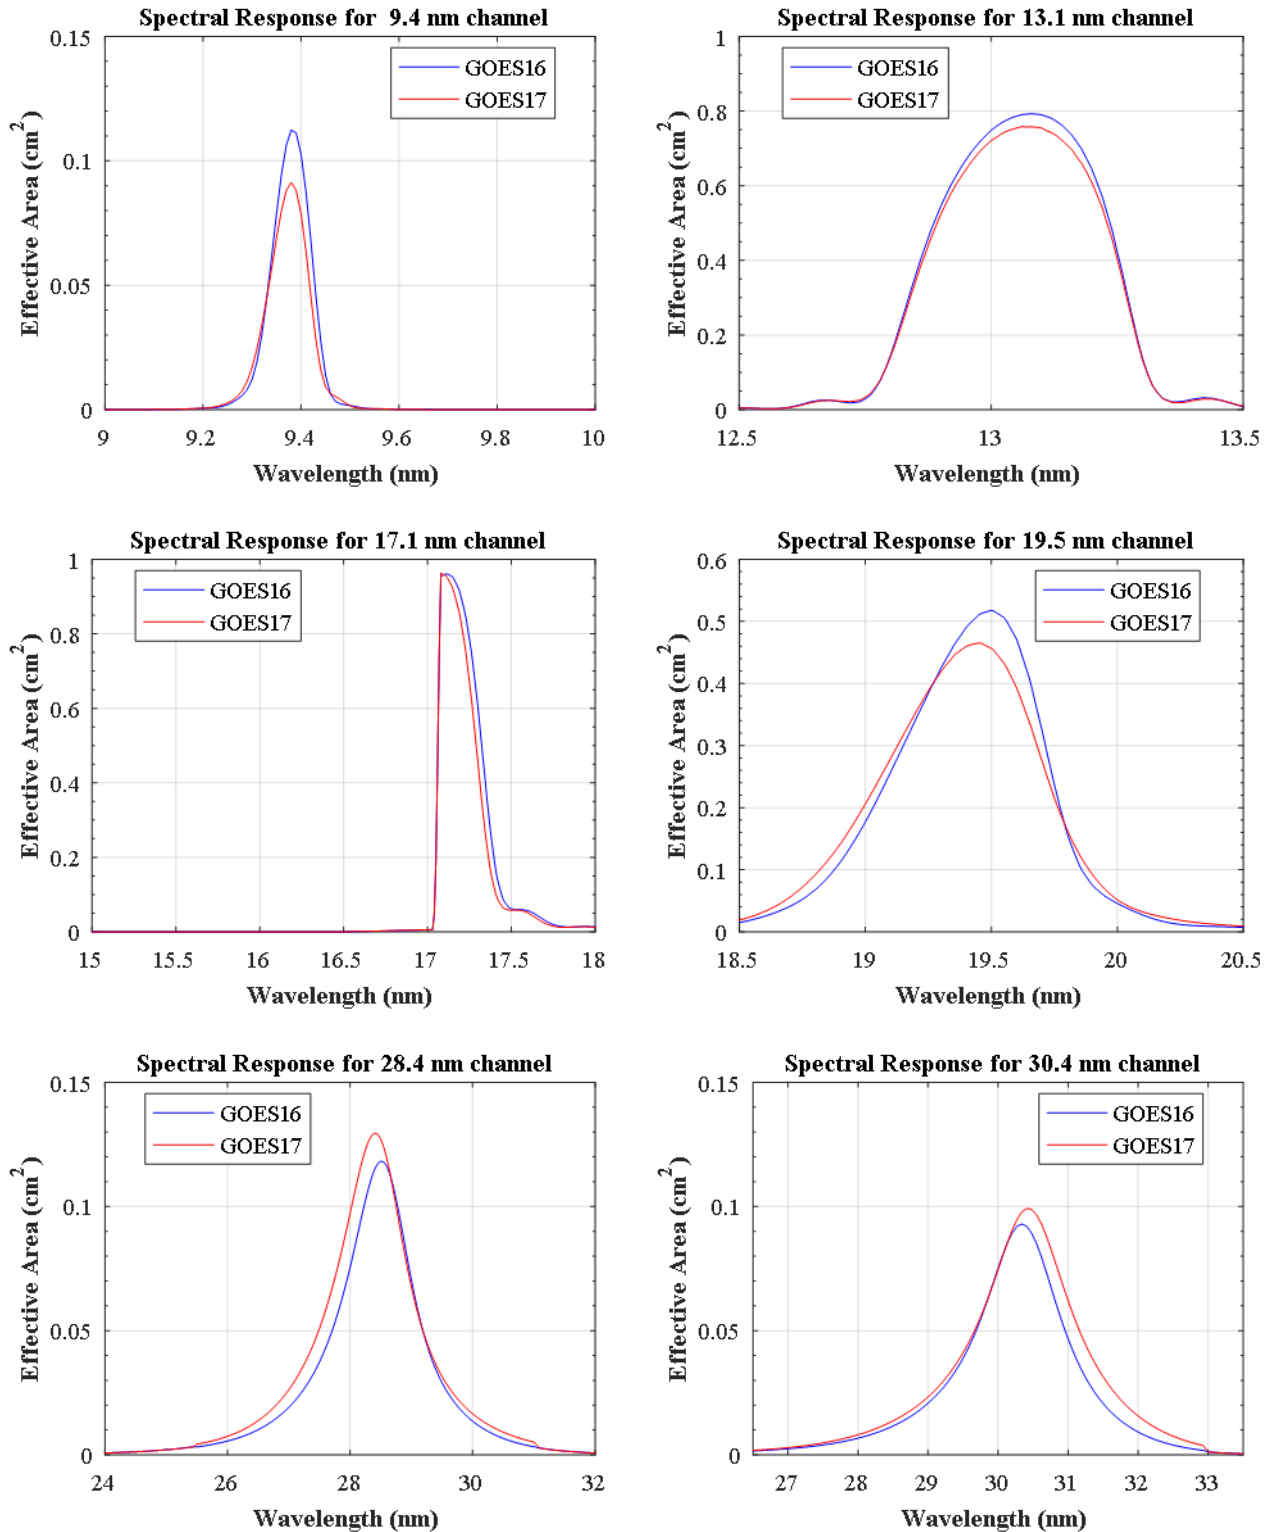 Spectral Response for 9.4 nm channel
0.15
0.1
0.05
0
Effective Area (cm²)
GOES16
GOES17
9 9.2 9.4 9.6 9.8 10
Wavelength (nm)
Spectral Response for 13.1 nm channel
1
0.8
0.6
0.4
0.2
0
Effective Area (cm²)
GOES16
GOES17
12.5 13 13.5
Wavelength (nm)
Spectral Response for 17.1 nm channel
1
0.8
0.6
0.4
0.2
0
Effective Area (cm²)
GOES16
GOES17
15 15.5 16 16.5 17 17.5 18
Wavelength (nm)
Spectral Response for 19.5 nm channel
0.6
0.5
0.4
0.3
0.2
0.1
0
Effective Area (cm²)
GOES16
GOES17
18.5 19 19.5 20 20.5
Wavelength (nm)
Spectral Response for 28.4 nm channel
0.15
0.1
0.05
0
Effective Area (cm²)
GOES16
GOES17
24 26 28 30 32
Wavelength (nm)
Spectral Response for 30.4 nm channel
0.15
0.1
0.05
0
Effective Area (cm²)
GOES16
GOES17
27 28 29 30 31 32 33
Wavelength (nm)